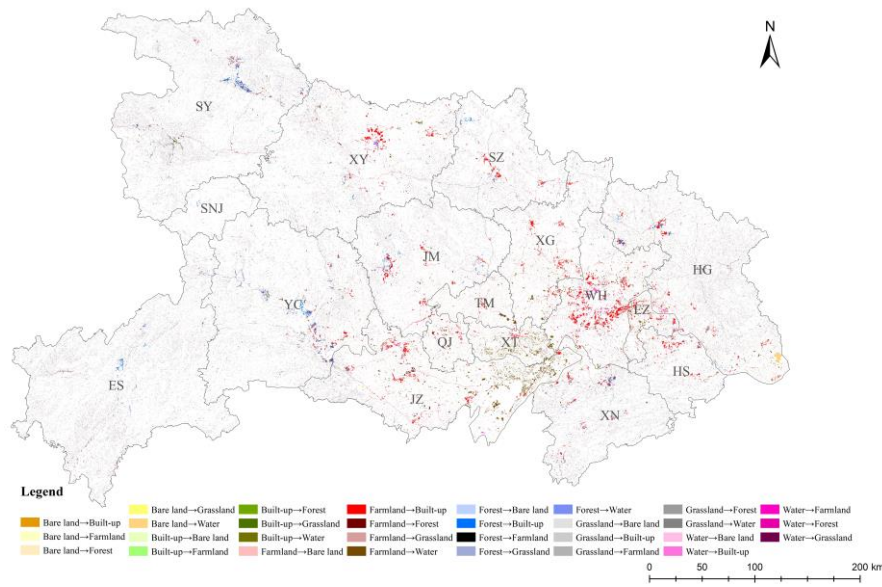 N
SY
XY
SZ
SNJ
XG
HG
JM
WH
YC
TM
EZ
QJ
XT
ES
HS
JZ
XN
Legend
Bare land→Built-up
Bare land→Farmland
Bare land→Forest
Bare land→Grassland
Bare land→Water
Built-up→Bare land
Built-up→Farmland
Built-up→Forest
Built-up→Grassland
Built-up→Water
Farmland→Bare land
Farmland→Built-up
Farmland→Forest
Farmland→Grassland
Farmland→Water
Forest→Bare land
Forest→Built-up
Forest→Farmland
Forest→Grassland
Forest→Water
Grassland→Bare land
Grassland→Built-up
Grassland→Farmland
Grassland→Forest
Grassland→Water
Water→Bare land
Water→Built-up
Water→Farmland
Water→Forest
Water→Grassland
0 50 100 200 km